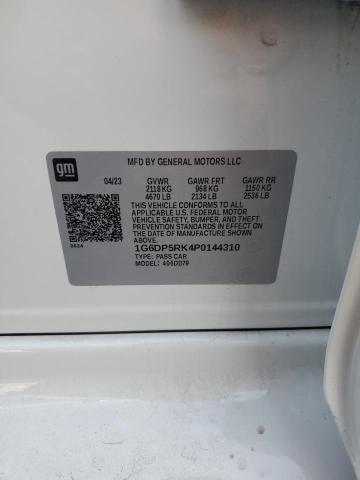 gm
MFD BY GENERAL MOTORS LLC
04/23 GVWR GAWR FRT GAWR RR
2118 KG 968 KG 1150 KG
4670 LB 2134 LB 2536 LB
THIS VEHICLE CONFORMS TO ALL
APPLICABLE U.S. FEDERAL MOTOR
VEHICLE SAFETY, BUMPER, AND THEFT
PREVENTION STANDARDS IN EFFECT ON
THE DATE OF MANUFACTURE SHOWN ABOVE.
1G6DP5RK4P0144310
TYPE: PASS CAR
MODEL: 406DD79